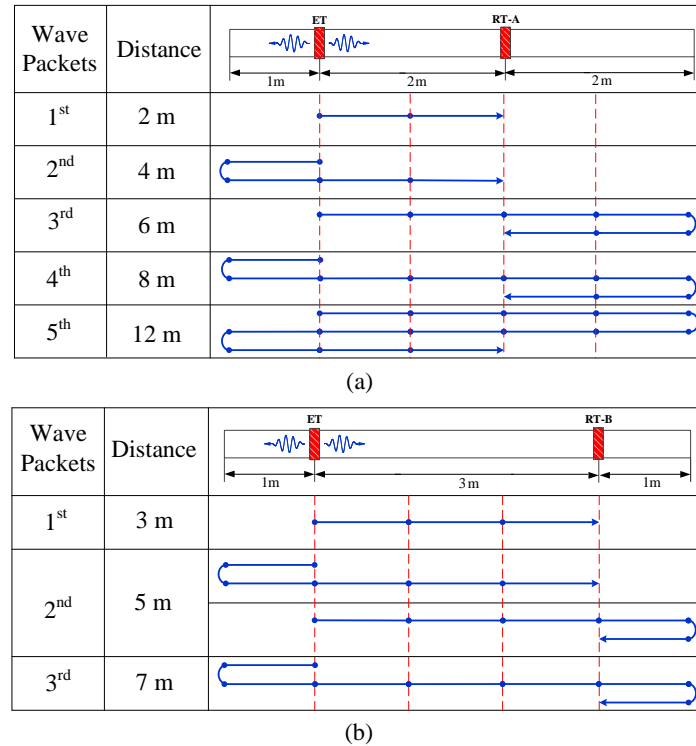 Wave
Packets
Distance
ET
RT-A
1m
2m
2m
1st
2 m
2nd
4 m
3rd
6 m
4th
8 m
5th
12 m
(a)
Wave
Packets
Distance
ET
RT-B
1m
3m
1m
1st
3 m
2nd
5 m
3rd
7 m
(b)